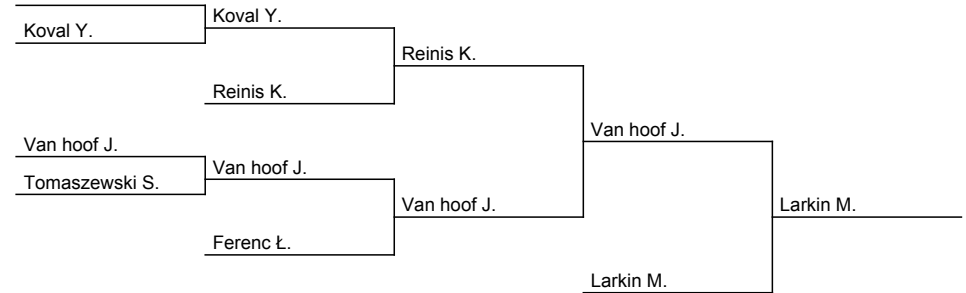 Koval Y.
Koval Y.
Reinis K.
Reinis K.
Van hoof J.
Van hoof J.
Tomaszewski S.
Van hoof J.
Van hoof J.
Ferenc Ł.
Larkin M.
Larkin M.